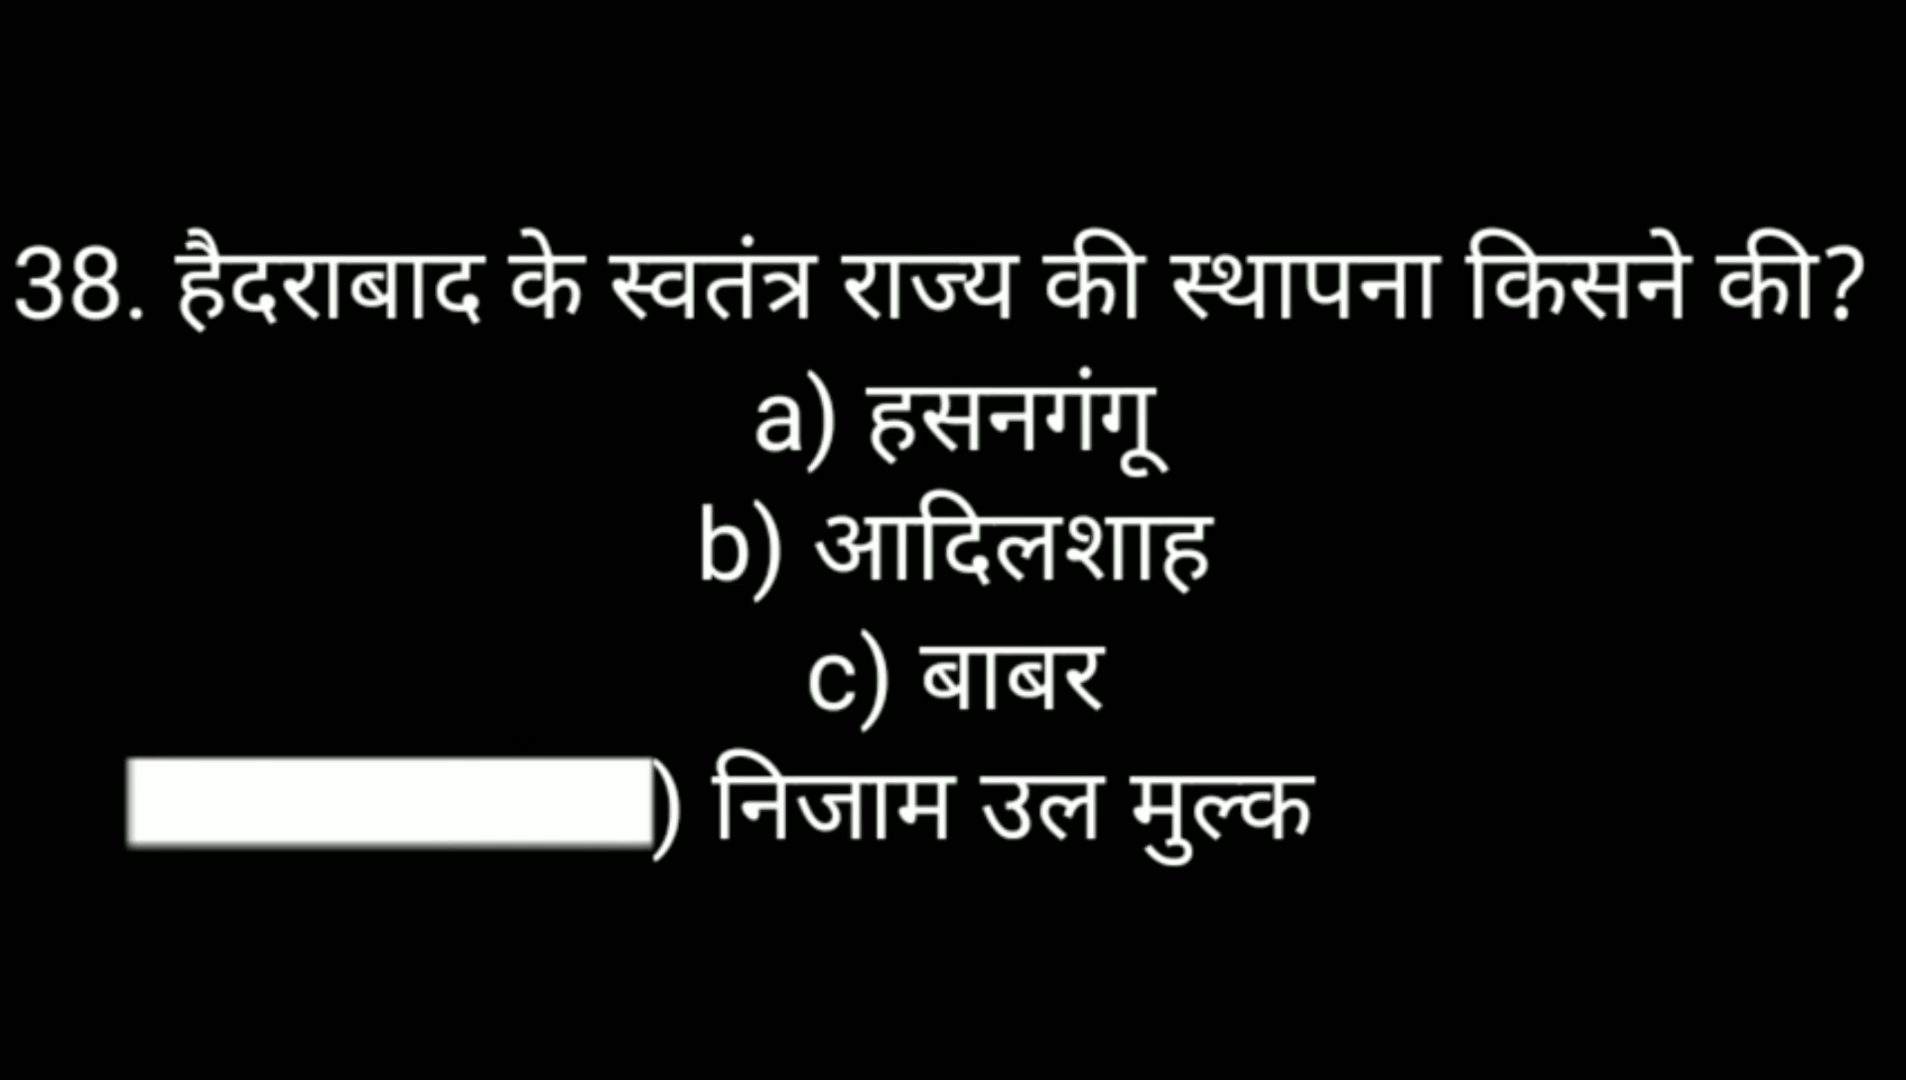 38. हैदराबाद के स्वतंत्र राज्य की स्थापना किसने की?
a) हसनगंगू
b) आदिलशाह
c) बाबर
) निजाम उल मुल्क